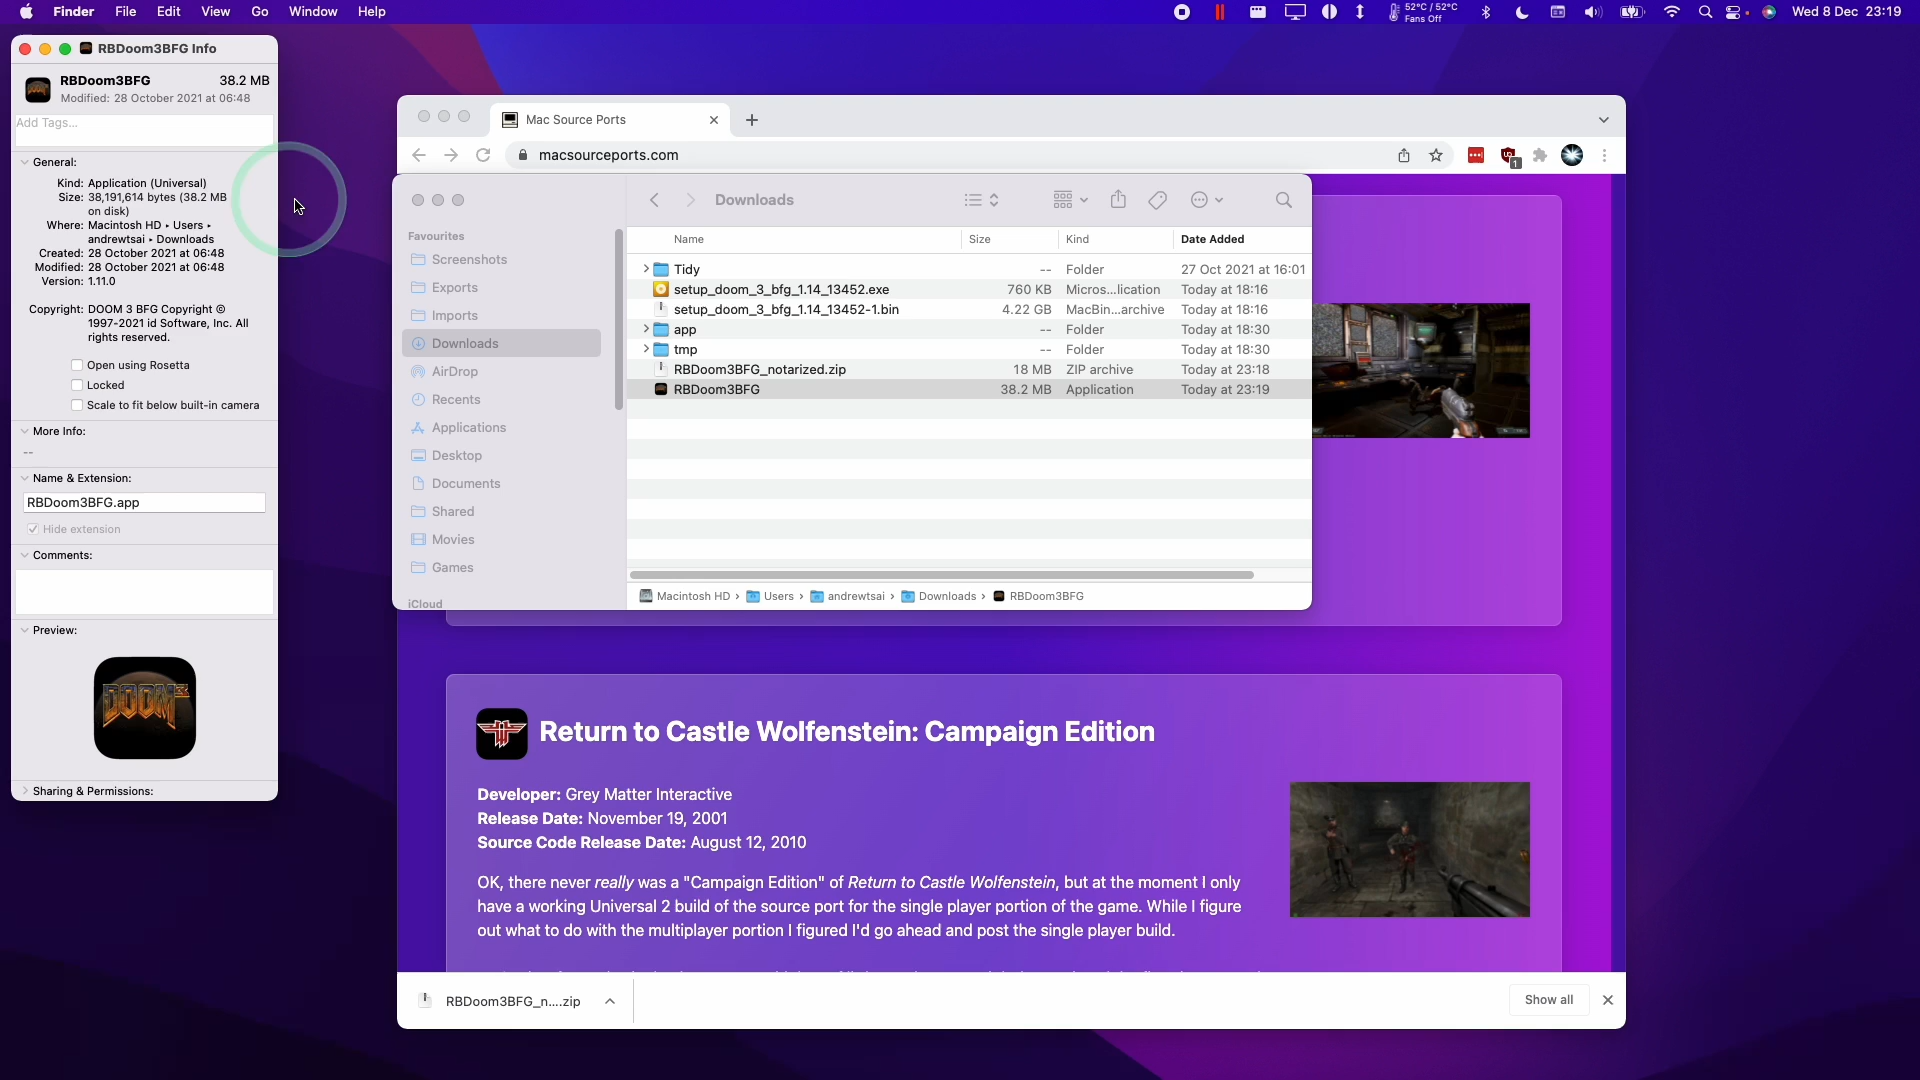 Finder File Edit View Go Window Help
52°C / 52°C
Fans Off
Wed 8 Dec 23:19
RBDoom3BFG Info
RBDoom3BFG 38.2 MB
Modified: 28 October 2021 at 06:48
Add Tags...
General:
Kind: Application (Universal)
Size: 38,191,614 bytes (38.2 MB
on disk)
Where: Macintosh HD ▸ Users ▸
andrewtsai ▸ Downloads
Created: 28 October 2021 at 06:48
Modified: 28 October 2021 at 06:48
Version: 1.11.0
Copyright: DOOM 3 BFG Copyright ©
1997-2021 id Software, Inc. All
rights reserved.
Open using Rosetta
Locked
Scale to fit below built-in camera
More Info:
--
Name & Extension:
RBDoom3BFG.app
Hide extension
Comments:
Preview:
DOOM 3
Sharing & Permissions:
Mac Source Ports
macsourceports.com
1
Downloads
Favourites
Screenshots
Exports
Imports
Downloads
AirDrop
Recents
Applications
Desktop
Documents
Shared
Movies
Games
iCloud
Name Size Kind Date Added
Tidy -- Folder 27 Oct 2021 at 16:01
setup_doom_3_bfg_1.14_13452.exe 760 KB Micros...lication Today at 18:16
setup_doom_3_bfg_1.14_13452-1.bin 4.22 GB MacBin...archive Today at 18:16
app -- Folder Today at 18:30
tmp -- Folder Today at 18:30
RBDoom3BFG_notarized.zip 18 MB ZIP archive Today at 23:18
RBDoom3BFG 38.2 MB Application Today at 23:19
Macintosh HD › Users › andrewtsai › Downloads › RBDoom3BFG
Return to Castle Wolfenstein: Campaign Edition
Developer: Grey Matter Interactive
Release Date: November 19, 2001
Source Code Release Date: August 12, 2010
OK, there never really was a "Campaign Edition" of Return to Castle Wolfenstein, but at the moment I only
have a working Universal 2 build of the source port for the single player portion of the game. While I figure
out what to do with the multiplayer portion I figured I'd go ahead and post the single player build.
RBDoom3BFG_n....zip
Show all